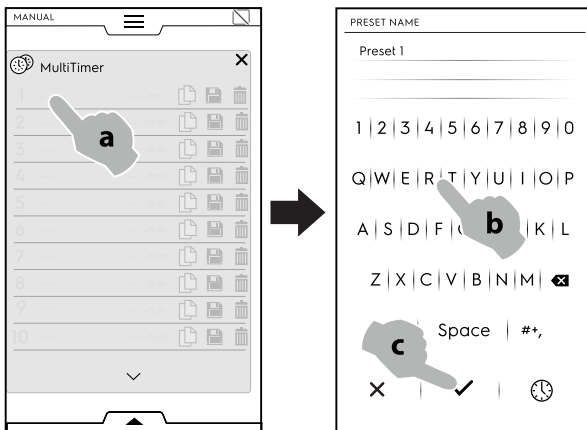 MANUAL
MultiTimer
1 h:m
2 h:m
3
4
5
6 h:m
7 h:m
8 h:m
9 h:m
10 h:m
a
PRESET NAME
Preset 1
1 2 3 4 5 6 7 8 9 0
Q W E R T Y U I O P
A S D F K L
b
Z X C V B N M
Space #+,
c